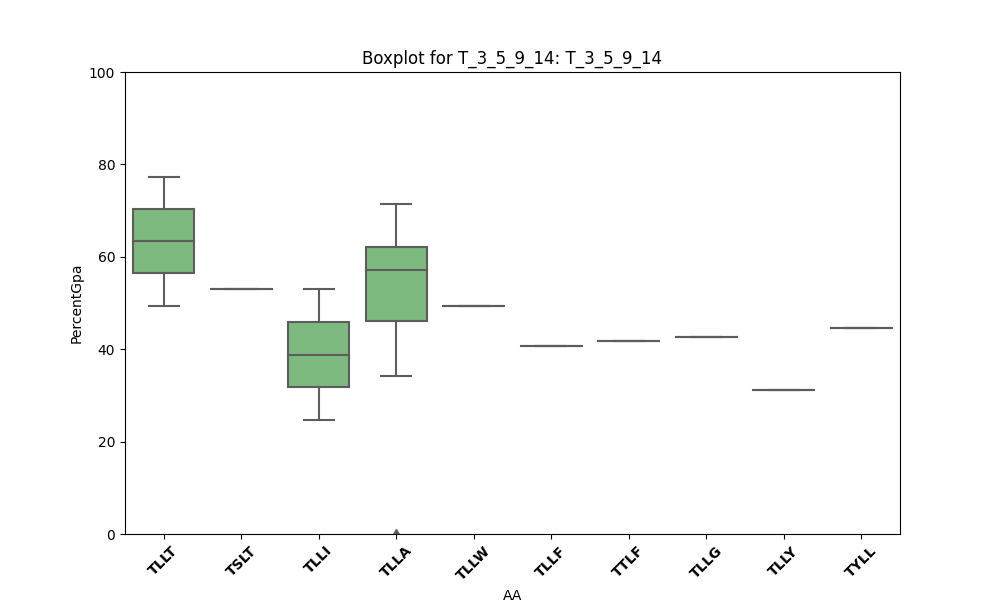 Boxplot for T_3_5_9_14: T_3_5_9_14
100
80
60
40
20
0
PercentGpa
TLLT TSLT TLLI TLLA TLLW TLLF TTLF TLLG TLLY TYLL
AA